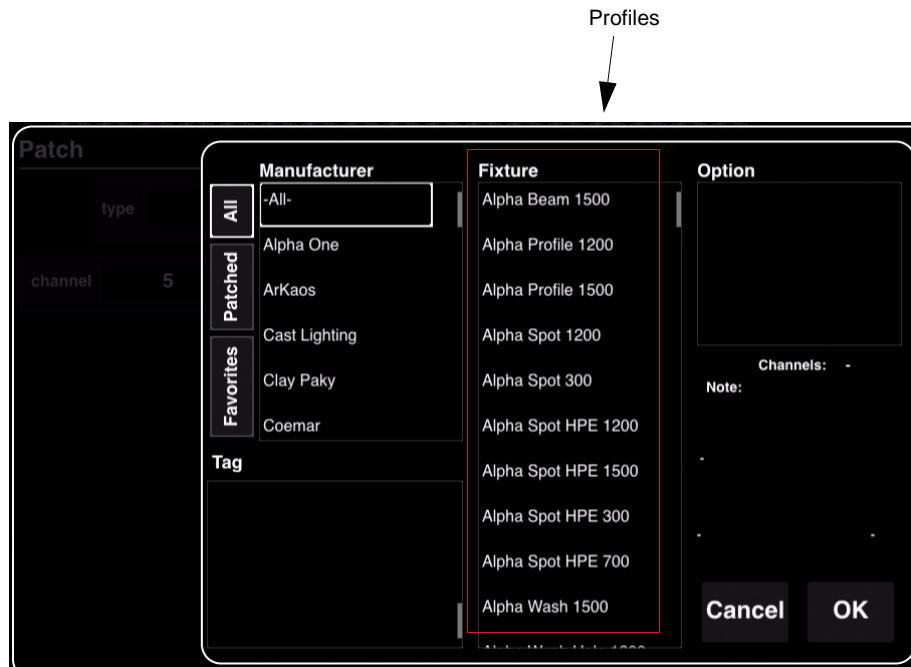 Profiles
Patch
type
channel 5
All
Patched
Favorites
Manufacturer
-All-
Alpha One
ArKaos
Cast Lighting
Clay Paky
Coemar
Tag
Fixture
Alpha Beam 1500
Alpha Profile 1200
Alpha Profile 1500
Alpha Spot 1200
Alpha Spot 300
Alpha Spot HPE 1200
Alpha Spot HPE 1500
Alpha Spot HPE 300
Alpha Spot HPE 700
Alpha Wash 1500
Option
Channels: -
Note:
-
- -
Cancel OK